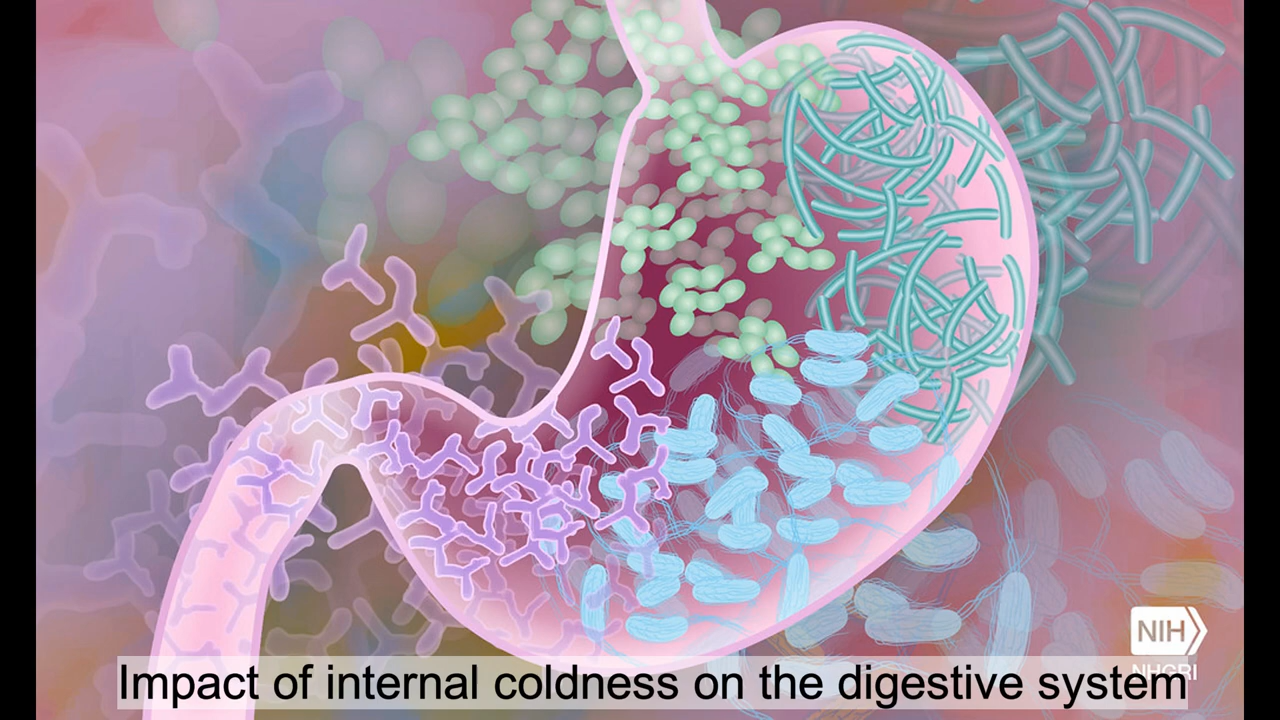 NIH
NHGRI
Impact of internal coldness on the digestive system